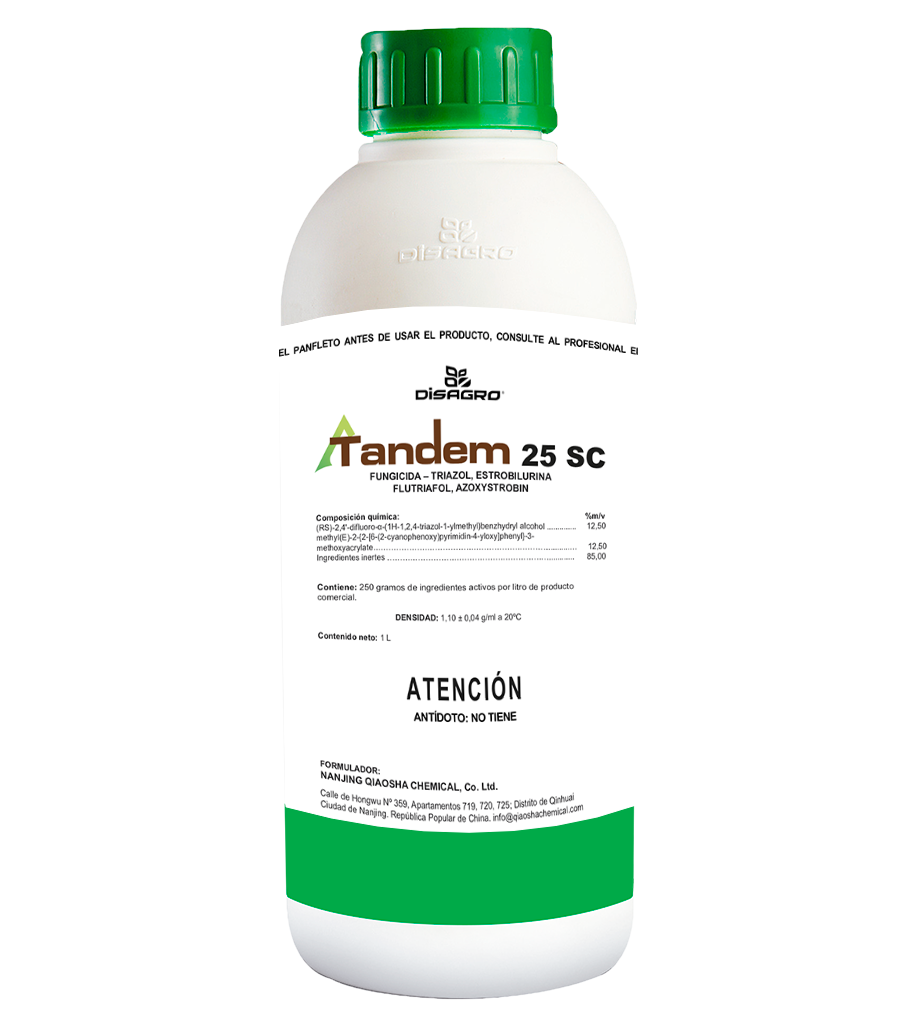 DISAGRO
EL PANFLETO ANTES DE USAR EL PRODUCTO, CONSULTE AL PROFESIONAL
DISAGRO
Tandem 25 SC
FUNGICIDA – TRIAZOL, ESTROBILURINA
FLUTRIAFOL, AZOXYSTROBIN
Composición química: %m/v
(RS)-2,4'-difluoro-α-(1H-1,2,4-triazol-1-ylmethyl)benzhydryl alcohol .............. 12,50
methyl(E)-2-{2-[6-(2-cyanophenoxy)pyrimidin-4-yloxy]phenyl}-3-
methoxyacrylate.................................................................................. 12,50
Ingredientes inertes ............................................................................. 85,00
Contiene: 250 gramos de ingredientes activos por litro de producto
comercial.
DENSIDAD: 1,10 ± 0,04 g/ml a 20ºC
Contenido neto: 1 L
ATENCIÓN
ANTÍDOTO: NO TIENE
FORMULADOR:
NANJING QIAOSHA CHEMICAL, Co. Ltd.
Calle de Hongwu Nº 359, Apartamentos 719, 720, 725; Distrito de Qinhuai
Ciudad de Nanjing. República Popular de China. info@qiaoshachemical.com